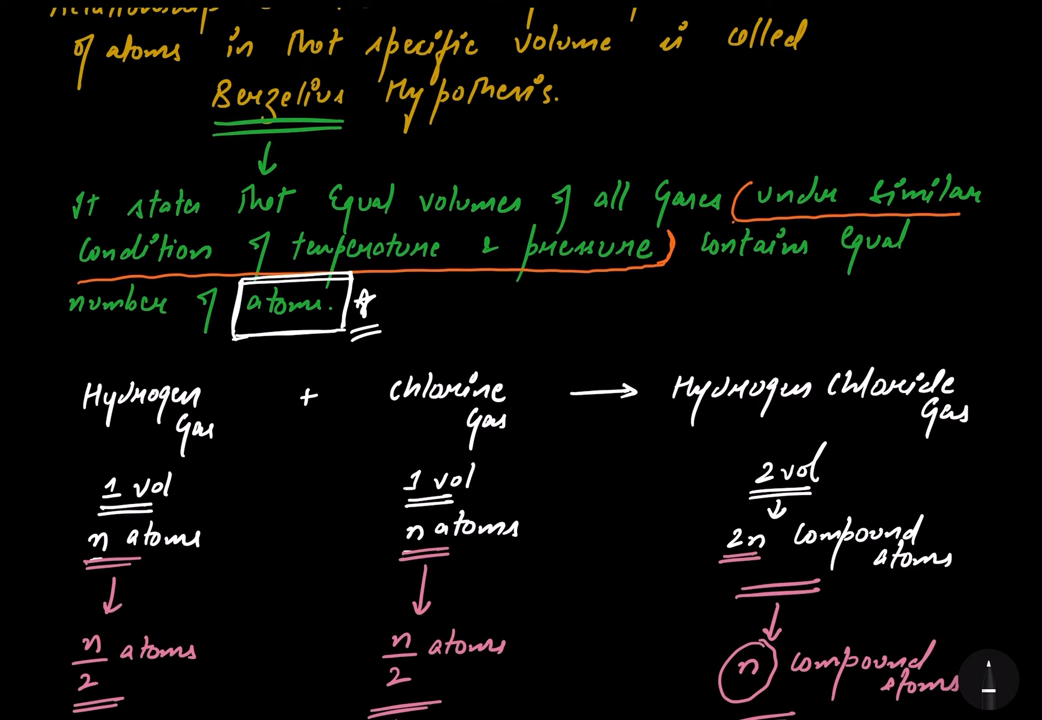 of atoms in that specific volume is called
Berzelius Hypothesis.
It states that Equal volumes of all Gases (under similar
condition of temperature & pressure) contains equal
number of atoms.
Hydrogen Gas + Chlorine Gas → Hydrogen Chloride Gas
1 vol 1 vol 2 vol
n atoms n atoms 2n compound atoms
n/2 atoms n/2 atoms n compound atoms